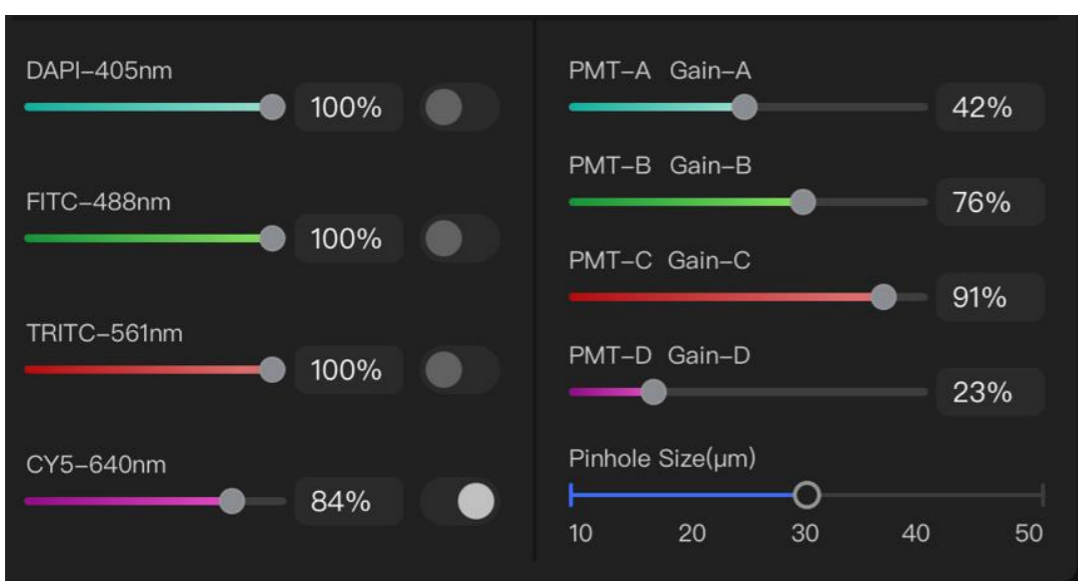 DAPI–405nm
100%
FITC–488nm
100%
TRITC–561nm
100%
CY5–640nm
84%
PMT–A Gain–A
42%
PMT–B Gain–B
76%
PMT–C Gain–C
91%
PMT–D Gain–D
23%
Pinhole Size(μm)
10 20 30 40 50